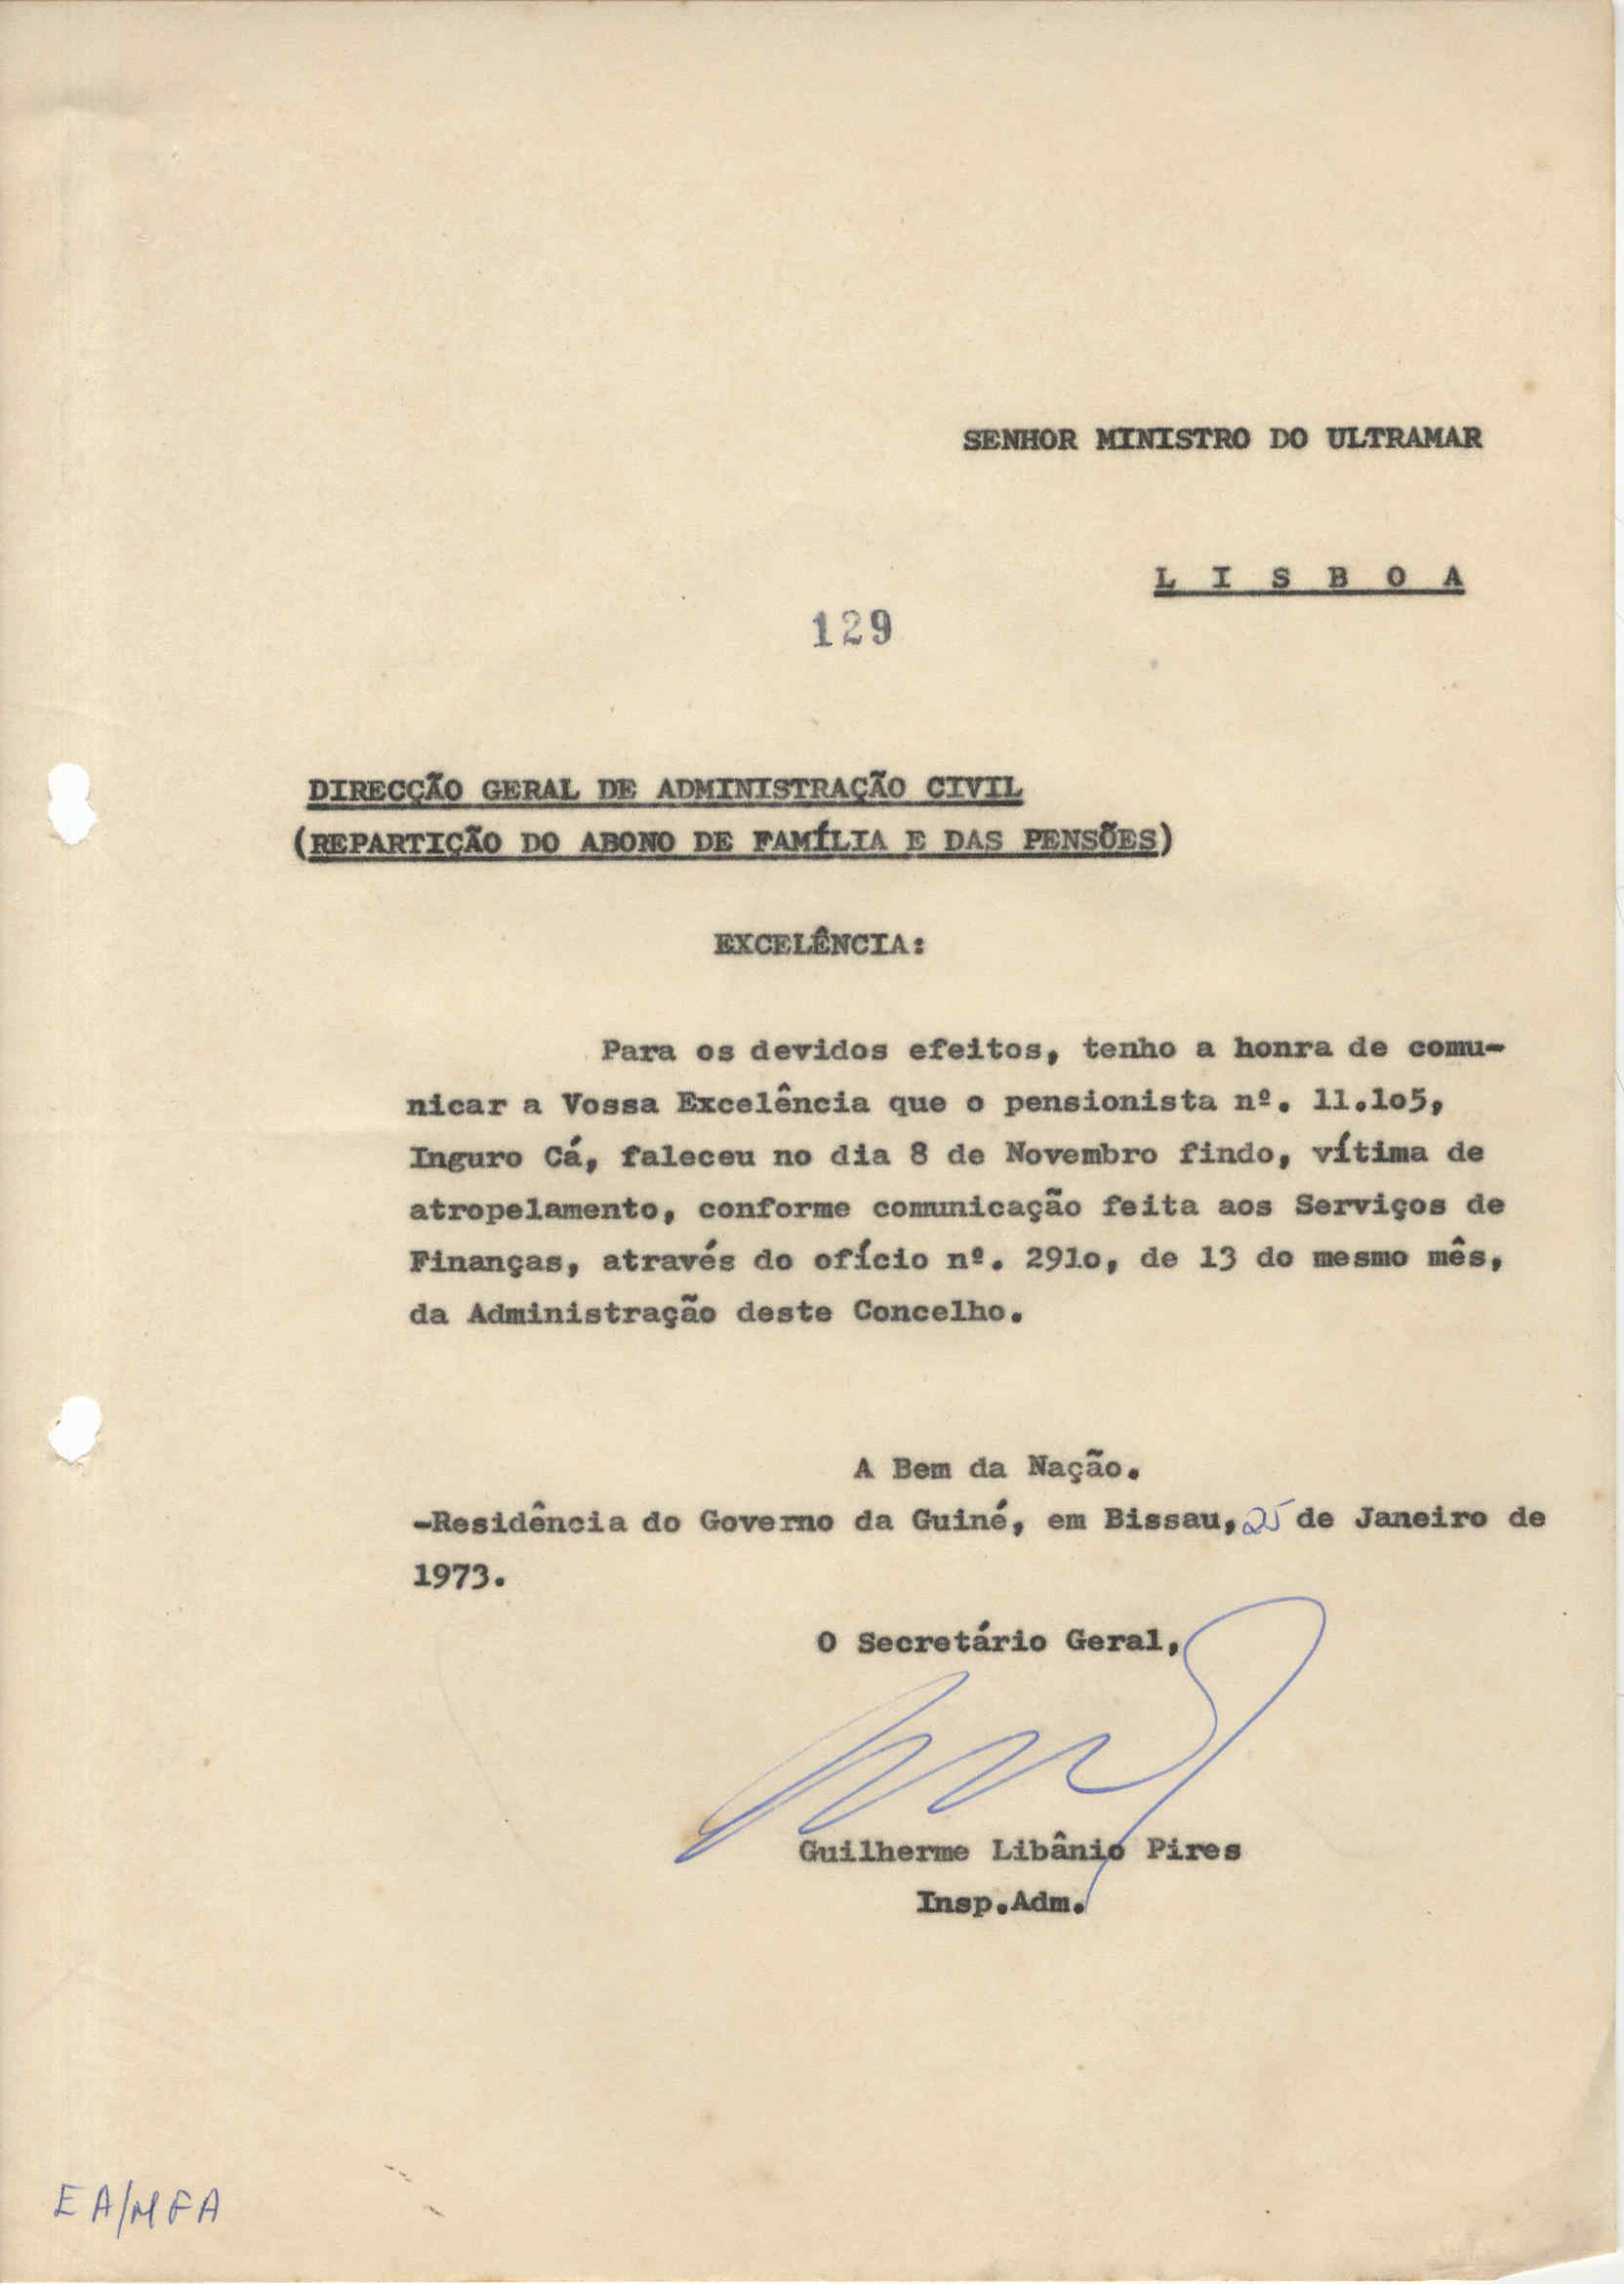 SENHOR MINISTRO DO ULTRAMAR
L I S B O A
129
DIRECÇÃO GERAL DE ADMINISTRAÇÃO CIVIL
(REPARTIÇÃO DO ABONO DE FAMÍLIA E DAS PENSÕES)
EXCELÊNCIA:
Para os devidos efeitos, tenho a honra de comu-
nicar a Vossa Excelência que o pensionista nº. 11.1o5,
Inguro Cá, faleceu no dia 8 de Novembro findo, vítima de
atropelamento, conforme comunicação feita aos Serviços de
Finanças, através do ofício nº. 291o, de 13 do mesmo mês,
da Administração deste Concelho.
A Bem da Nação.
-Residência do Governo da Guiné, em Bissau, 25 de Janeiro de
1973.
O Secretário Geral,
Guilherme Libânio Pires
Insp.Adm.
EA/MFA